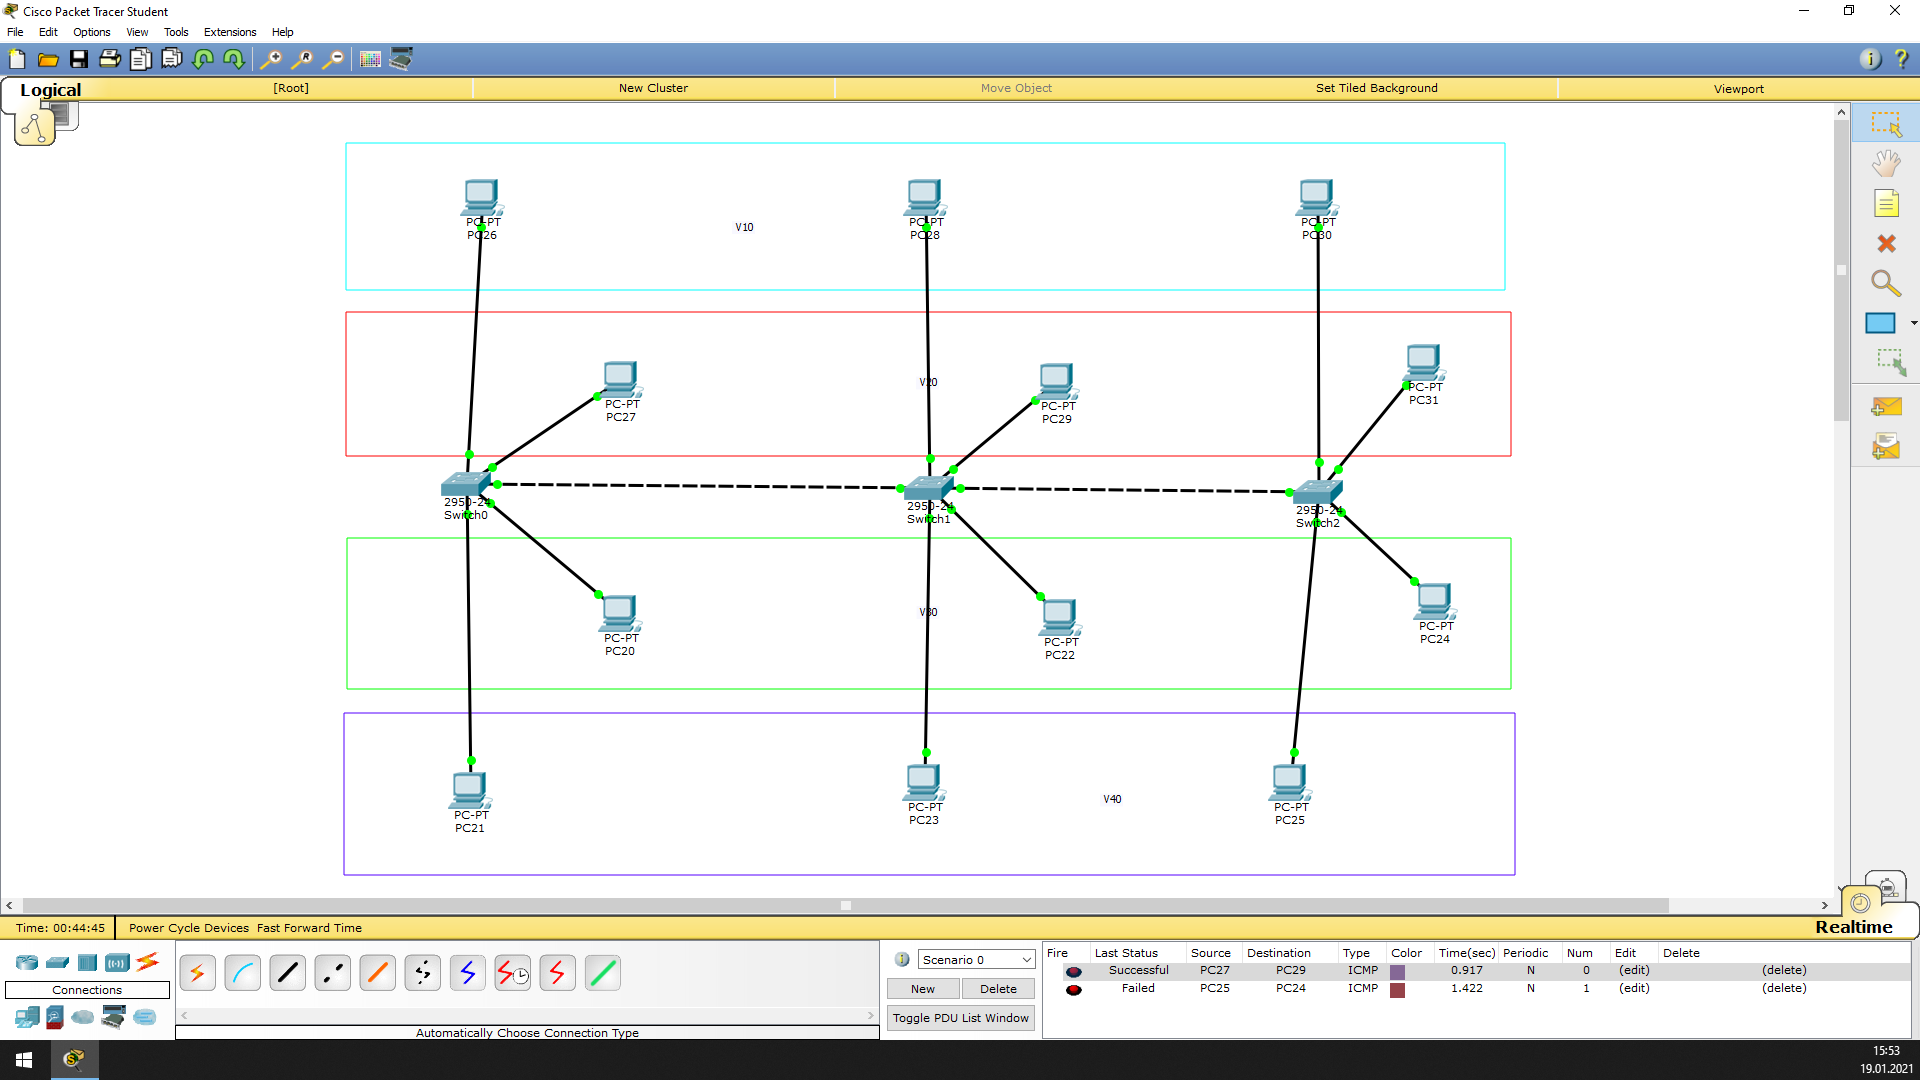 Cisco Packet Tracer Student
File Edit Options View Tools Extensions Help
Logical [Root] New Cluster Move Object Set Tiled Background Viewport
PC-PT PC-PT PC-PT
PC26 PC28 PC30
V10
PC-PT
PC31
V20
PC-PT PC-PT
PC27 PC29
2950-24 2950-24 2950-24
Switch0 Switch1 Switch2
V30
PC-PT PC-PT PC-PT
PC20 PC22 PC24
V40
PC-PT PC-PT PC-PT
PC21 PC23 PC25
Time: 00:44:45 Power Cycle Devices Fast Forward Time Realtime
Connections
Automatically Choose Connection Type
Scenario 0
New Delete
Toggle PDU List Window
Fire Last Status Source Destination Type Color Time(sec) Periodic Num Edit Delete
Successful PC27 PC29 ICMP 0.917 N 0 (edit) (delete)
Failed PC25 PC24 ICMP 1.422 N 1 (edit) (delete)
15:53
19.01.2021